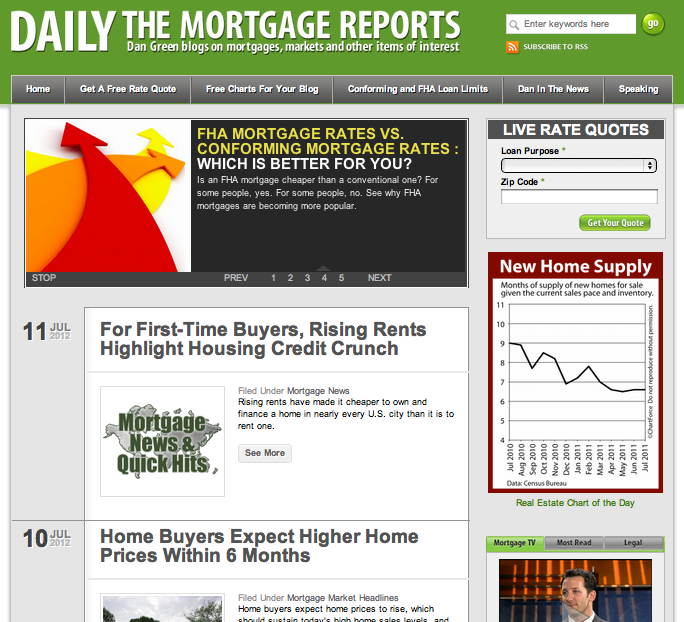 DAILY THE MORTGAGE REPORTS
Dan Green blogs on mortgages, markets and other items of interest
Enter keywords here
go
SUBSCRIBE TO RSS
Home
Get A Free Rate Quote
Free Charts For Your Blog
Conforming and FHA Loan Limits
Dan In The News
Speaking
FHA MORTGAGE RATES VS.
CONFORMING MORTGAGE RATES :
WHICH IS BETTER FOR YOU?
Is an FHA mortgage cheaper than a conventional one? For
some people, yes. For some people, no. See why FHA
mortgages are becoming more popular.
STOP PREV 1 2 3 4 5 NEXT
LIVE RATE QUOTES
Loan Purpose *
Zip Code *
Get Your Quote
New Home Supply
Months of supply of new homes for sale
given the current sales pace and inventory.
11
10
9
8
7
6
5
4
Jul 2010
Aug 2010
Sep 2010
Oct 2010
Nov 2010
Dec 2010
Jan 2011
Feb 2011
Mar 2011
Apr 2011
May 2011
Jun 2011
Jul 2011
©ChartForce Do not reproduce without permission.
Data: Census Bureau
Real Estate Chart of the Day
11 JUL
2012
For First-Time Buyers, Rising Rents
Highlight Housing Credit Crunch
Mortgage
News &
Quick Hits
Filed Under Mortgage News
Rising rents have made it cheaper to own and
finance a home in nearly every U.S. city than it is to
rent one.
See More
10 JUL
2012
Home Buyers Expect Higher Home
Prices Within 6 Months
Filed Under Mortgage Market Headlines
Home buyers expect home prices to rise, which
should sustain today's high home sales levels, and
Mortgage TV
Most Read
Legal